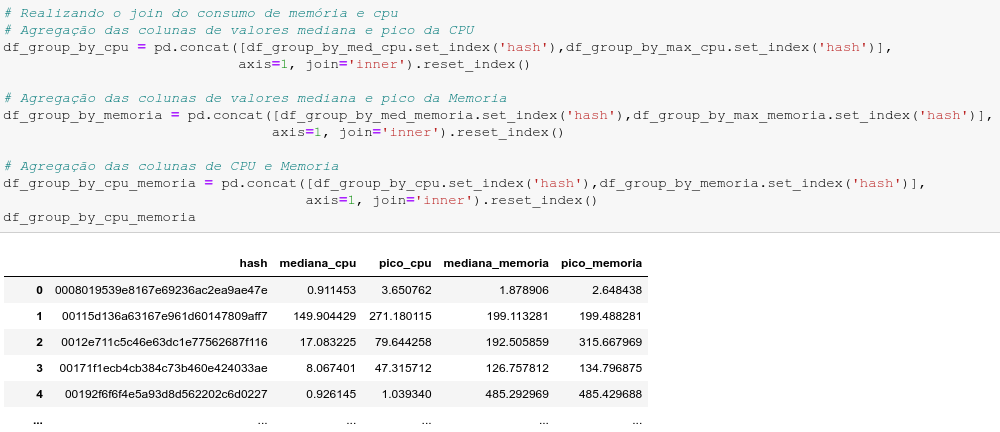 # Realizando o join do consumo de memória e cpu
# Agregação das colunas de valores mediana e pico da CPU
df_group_by_cpu = pd.concat([df_group_by_med_cpu.set_index('hash'),df_group_by_max_cpu.set_index('hash')],
axis=1, join='inner').reset_index()
# Agregação das colunas de valores mediana e pico da Memoria
df_group_by_memoria = pd.concat([df_group_by_med_memoria.set_index('hash'),df_group_by_max_memoria.set_index('hash')],
axis=1, join='inner').reset_index()
# Agregação das colunas de CPU e Memoria
df_group_by_cpu_memoria = pd.concat([df_group_by_cpu.set_index('hash'),df_group_by_memoria.set_index('hash')],
axis=1, join='inner').reset_index()
df_group_by_cpu_memoria
hash mediana_cpu pico_cpu mediana_memoria pico_memoria
0 0008019539e8167e69236ac2ea9ae47e 0.911453 3.650762 1.878906 2.648438
1 00115d136a63167e961d60147809aff7 149.904429 271.180115 199.113281 199.488281
2 0012e711c5c46e63dc1e77562687f116 17.083225 79.644258 192.505859 315.667969
3 00171f1ecb4cb384c73b460e424033ae 8.067401 47.315712 126.757812 134.796875
4 00192f6f6f4e5a93d8d562202c6d0227 0.926145 1.039340 485.292969 485.429688
... ... ... ... ... ...